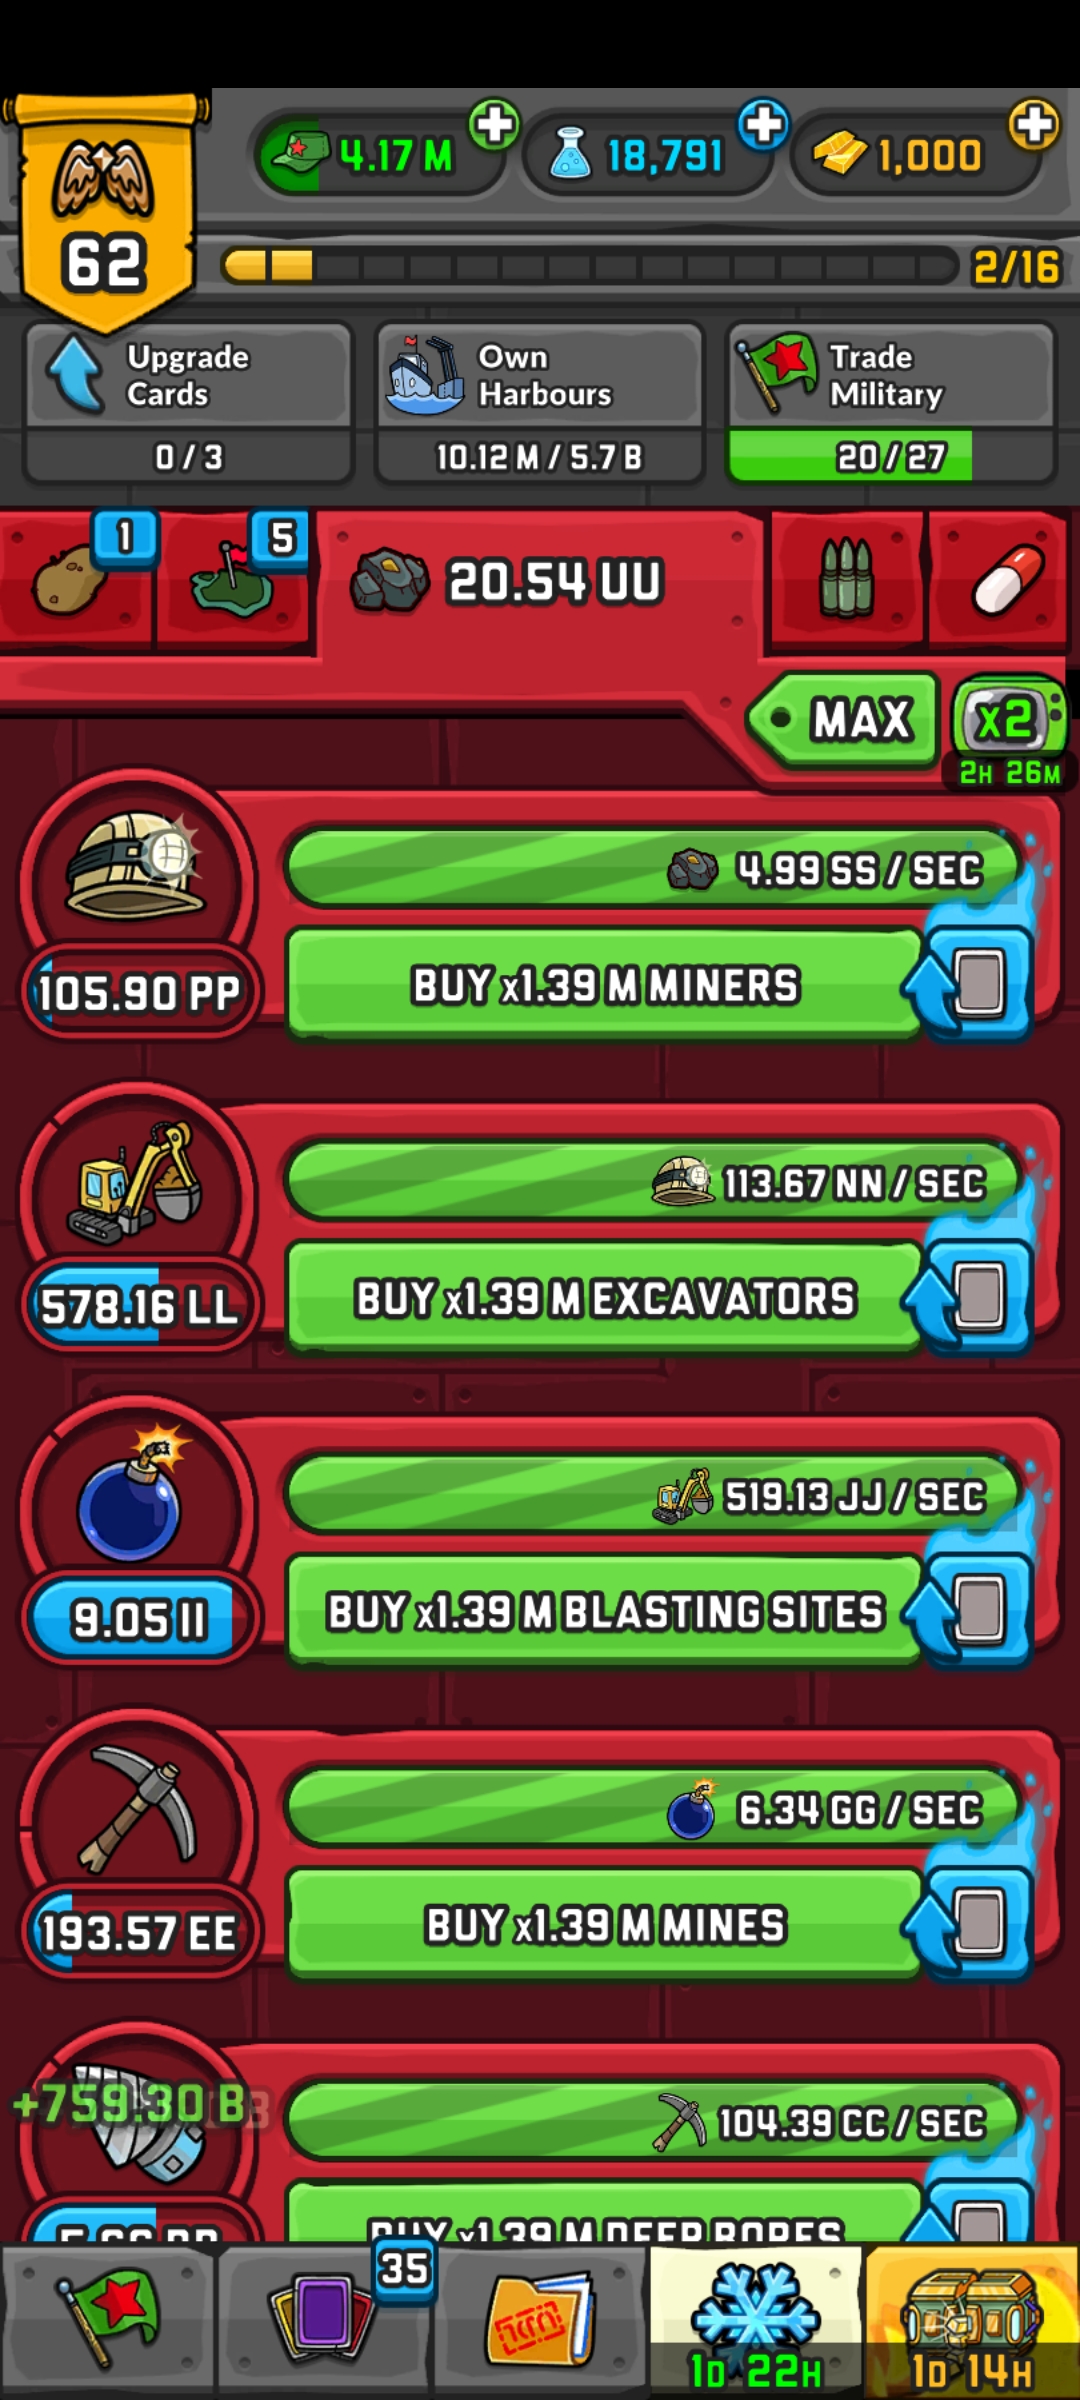 62
4.17 M
18,791
1,000
2/16
Upgrade
Cards
0 / 3
Own
Harbours
10.12 M / 5.7 B
Trade
Military
20 / 27
1
5
20.54 UU
MAX
x2
2H 26M
4.99 SS / SEC
105.90 PP
BUY x1.39 M MINERS
113.67 NN / SEC
578.16 LL
BUY x1.39 M EXCAVATORS
519.13 JJ / SEC
9.05 II
BUY x1.39 M BLASTING SITES
6.34 GG / SEC
193.57 EE
BUY x1.39 M MINES
+759.30 B
104.39 CC / SEC
BUY x1.39 M DEEP BORES
35
1D 22H
1D 14H